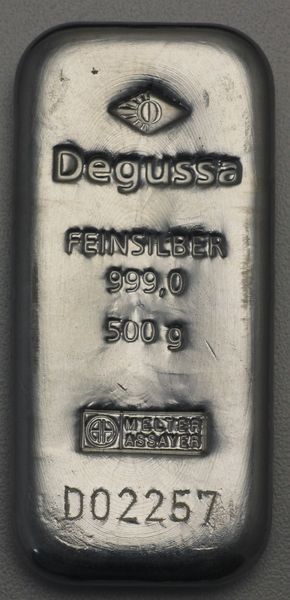 Degussa
FEINSILBER
999,0
500 g
MELTER
ASSAYER
D02257